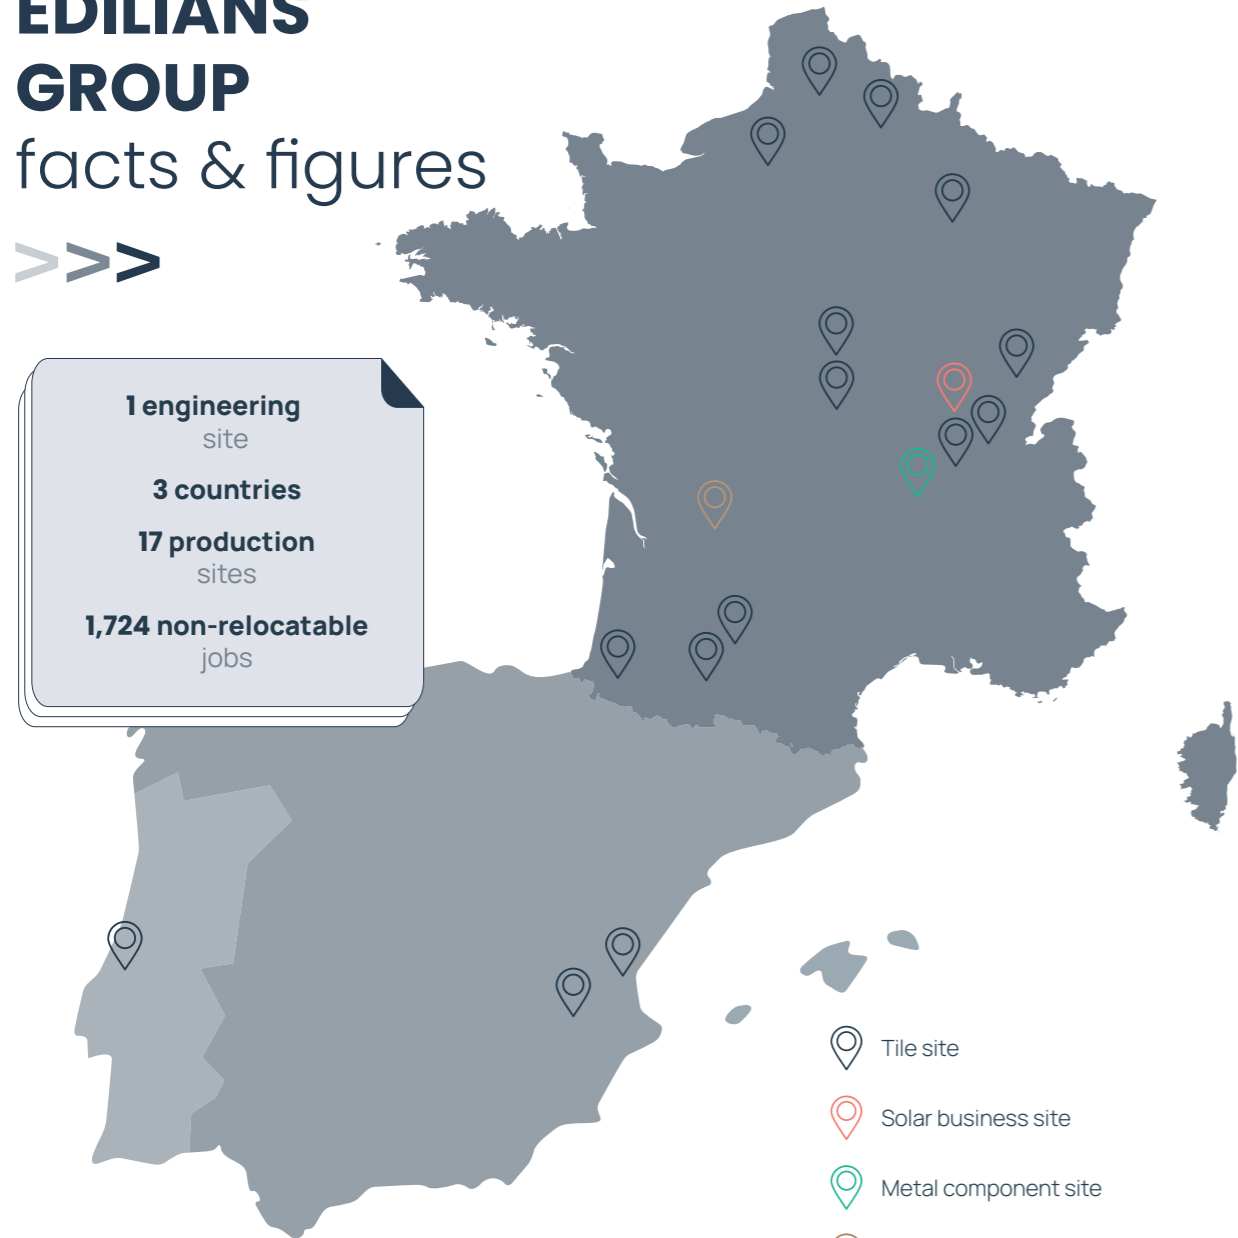 EDILIANS
GROUP
facts & figures
>>>
1 engineering
site
3 countries
17 production
sites
1,724 non-relocatable
jobs
Tile site
Solar business site
Metal component site